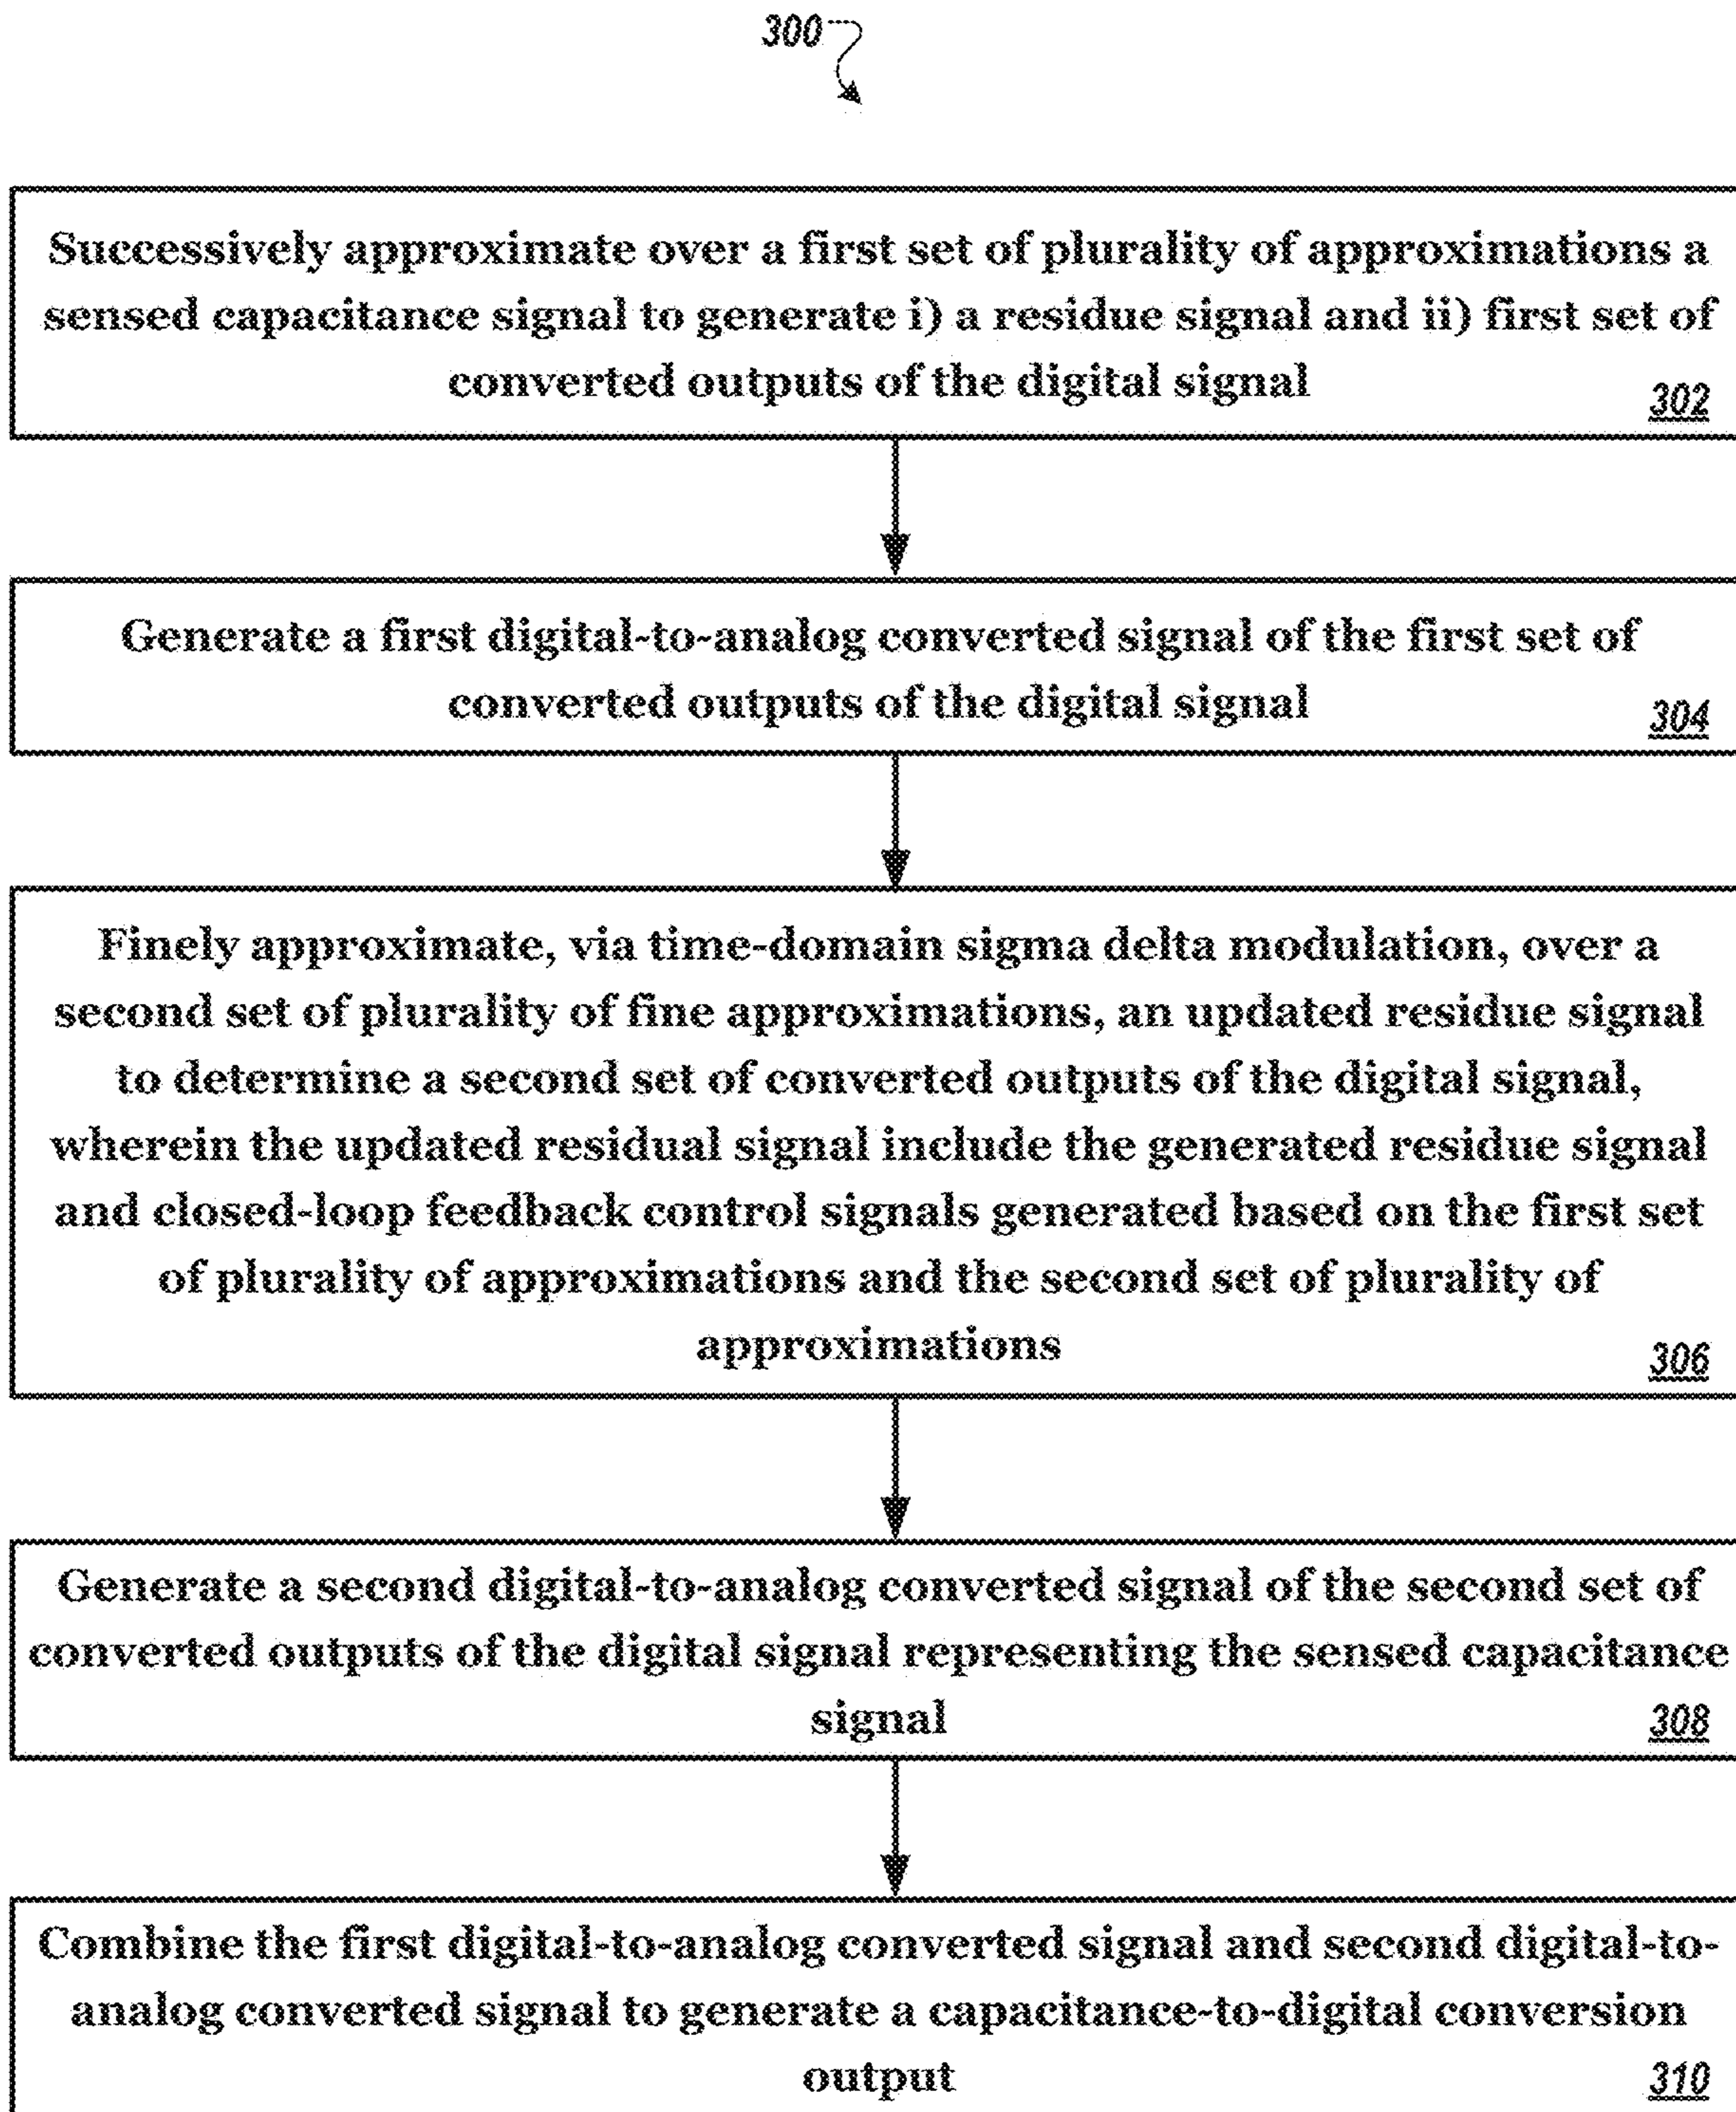 300
Successively approximate over a first set of plurality of approximations a
sensed capacitance signal to generate i) a residue signal and ii) first set of
converted outputs of the digital signal
302
Generate a first digital-to-analog converted signal of the first set of
converted outputs of the digital signal
304
Finely approximate, via time-domain sigma delta modulation, over a
second set of plurality of fine approximations, an updated residue signal
to determine a second set of converted outputs of the digital signal,
wherein the updated residual signal include the generated residue signal
and closed-loop feedback control signals generated based on the first set
of plurality of approximations and the second set of plurality of
approximations
306
Generate a second digital-to-analog converted signal of the second set of
converted outputs of the digital signal representing the sensed capacitance
signal
308
Combine the first digital-to-analog converted signal and second digital-to-
analog converted signal to generate a capacitance-to-digital conversion
output
310